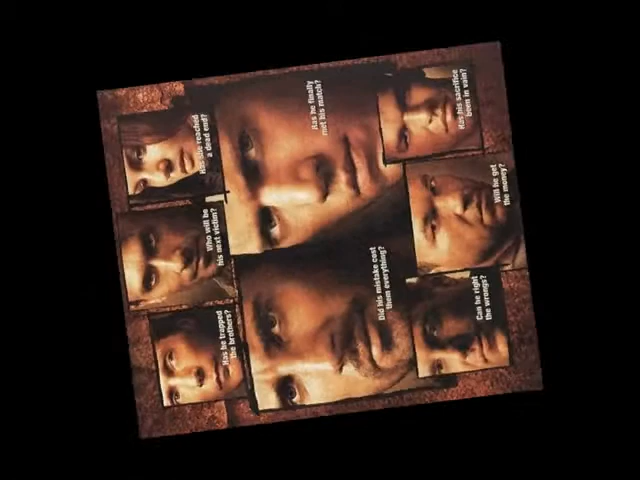 Has he trapped
the brothers?
Who will be
his next victim?
Has she reached
a dead end?
Did his mistake cost
them everything?
Has he finally
met his match?
Can he right
the wrongs?
Will he get
the money?
Has his sacrifice
been in vain?